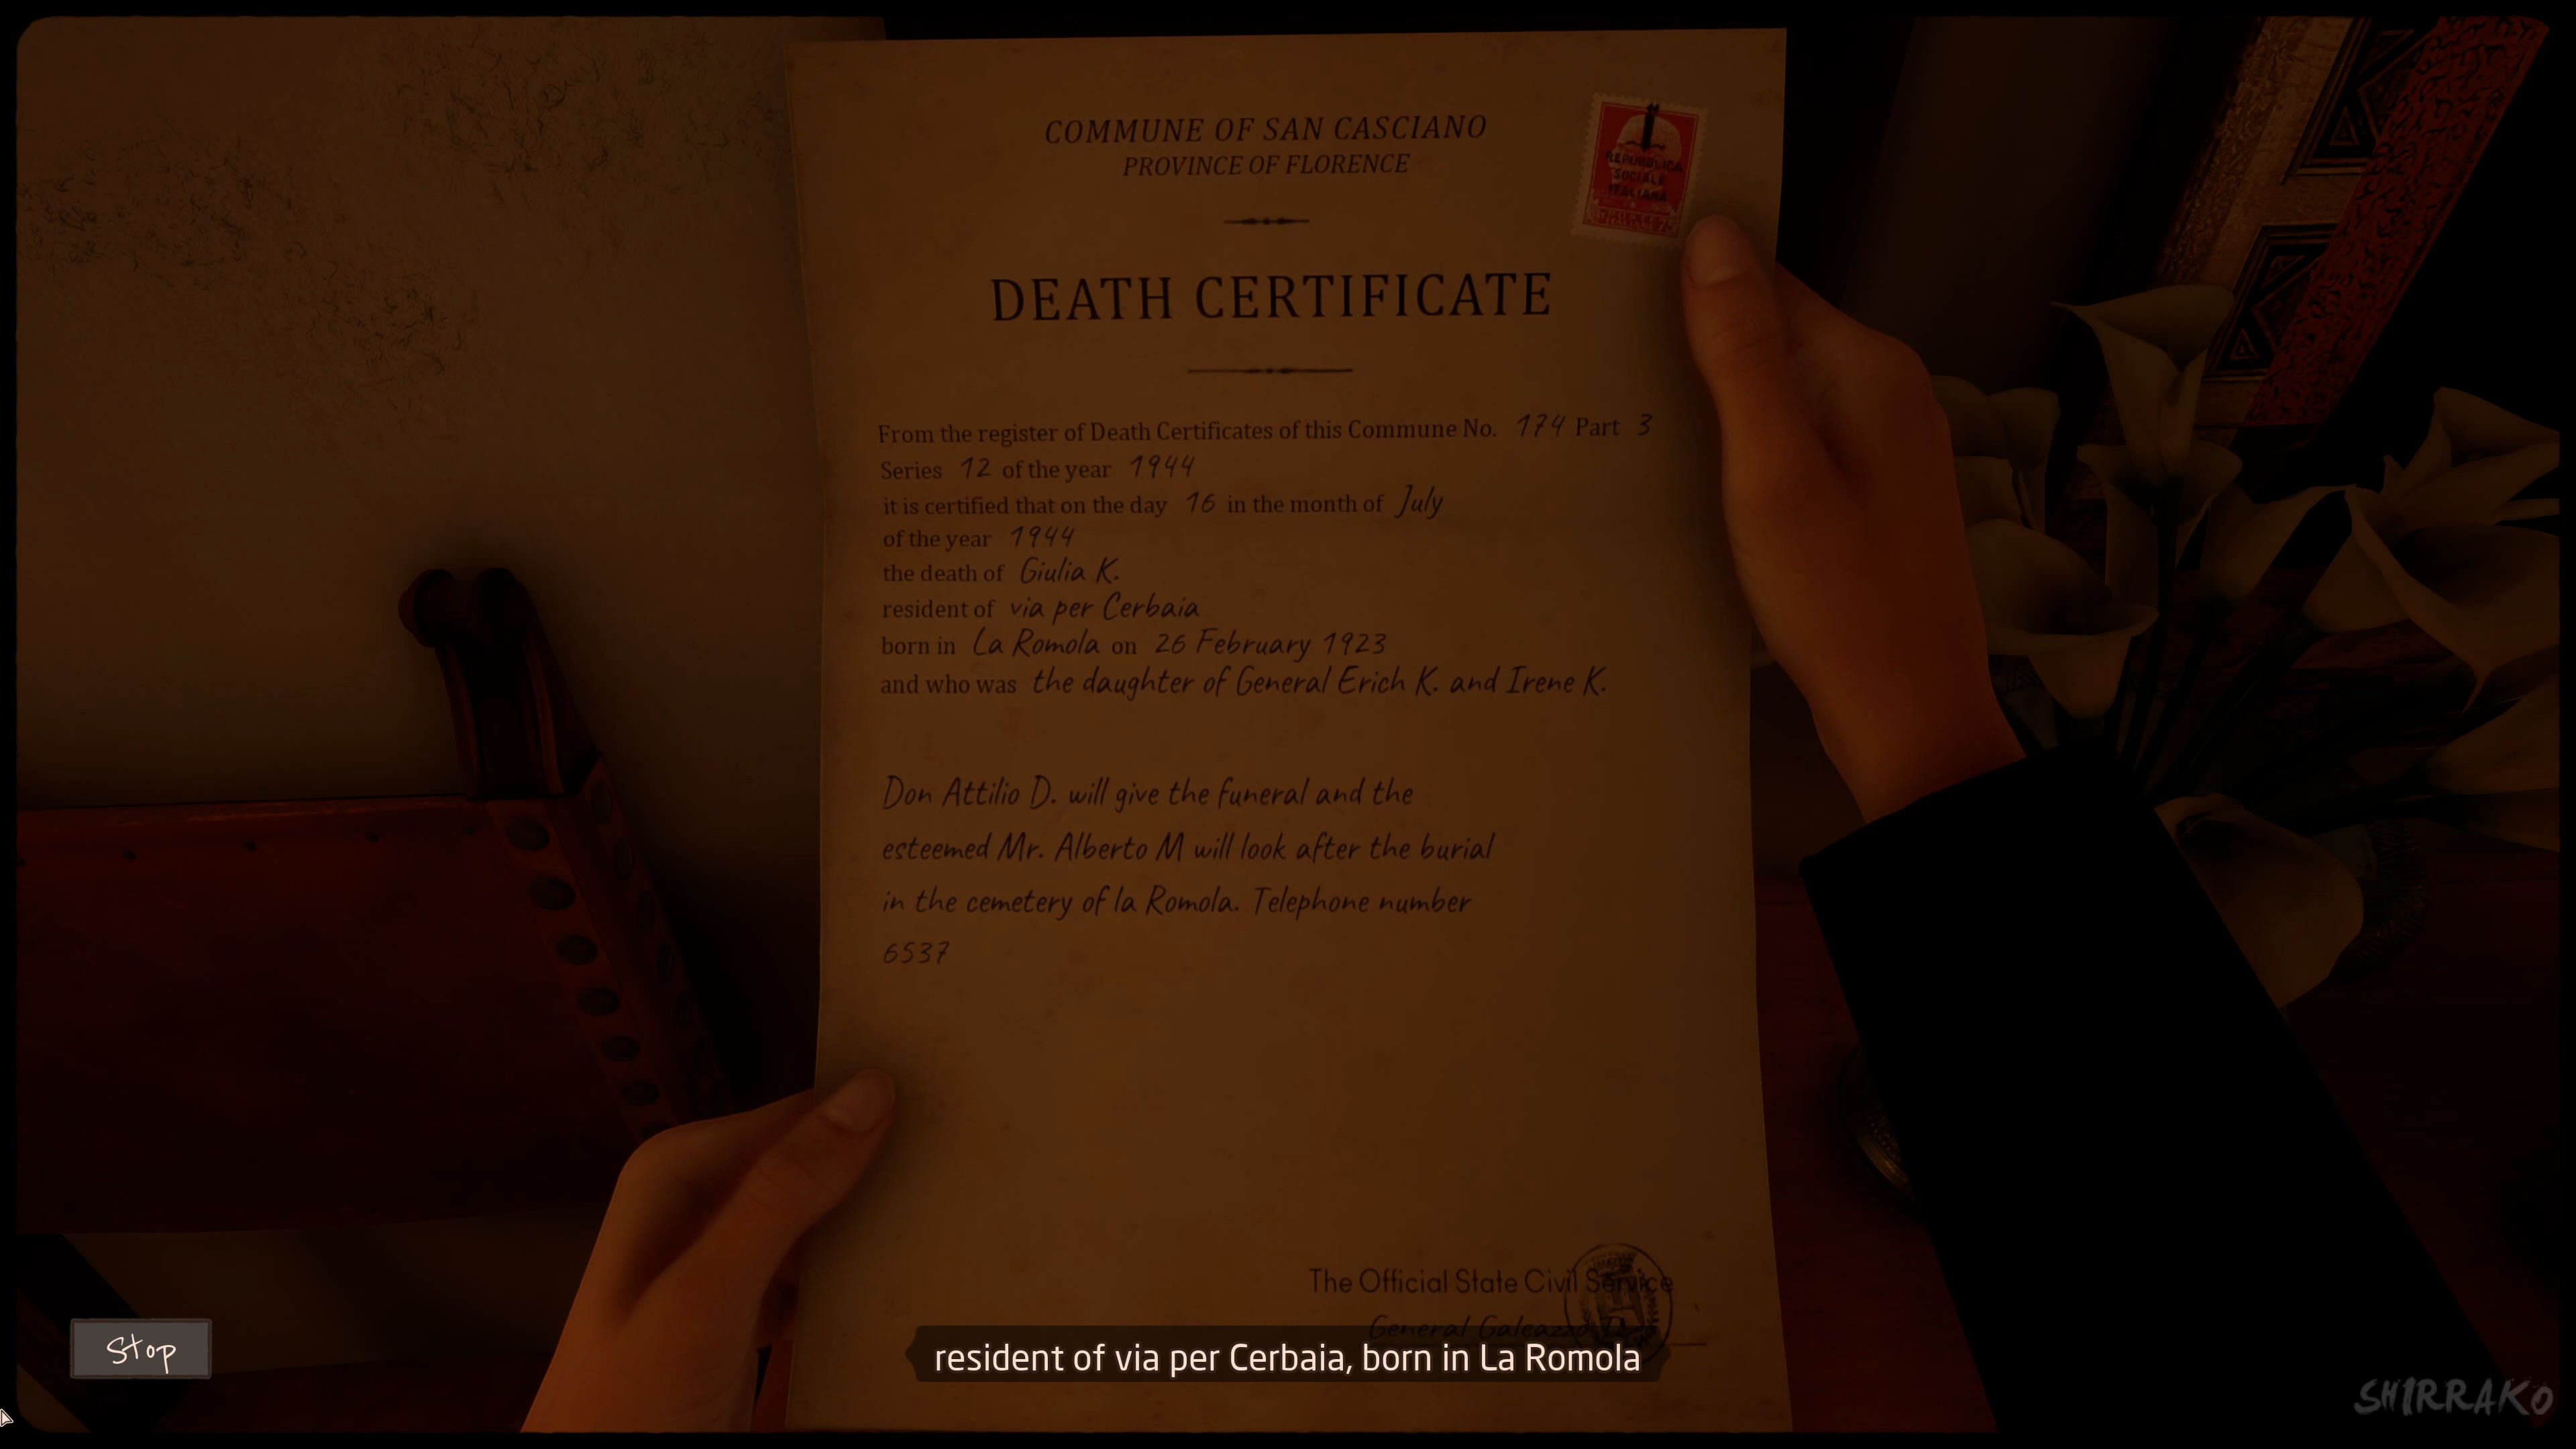 COMMUNE OF SAN CASCIANO
PROVINCE OF FLORENCE
REPUBBLICA
SOCIALE
ITALIANA
DEATH CERTIFICATE
From the register of Death Certificates of this Commune No. 174 Part 3
Series 12 of the year 1944
it is certified that on the day 16 in the month of July
of the year 1944
the death of Giulia K.
resident of via per Cerbaia
born in La Romola on 26 February 1923
and who was the daughter of General Erich K. and Irene K.
Don Attilio D. will give the funeral and the
esteemed Mr. Alberto M will look after the burial
in the cemetery of la Romola. Telephone number
6537
The Official State Civil Service
General Galeazzo
Stop
resident of via per Cerbaia, born in La Romola
SHIRRAKO